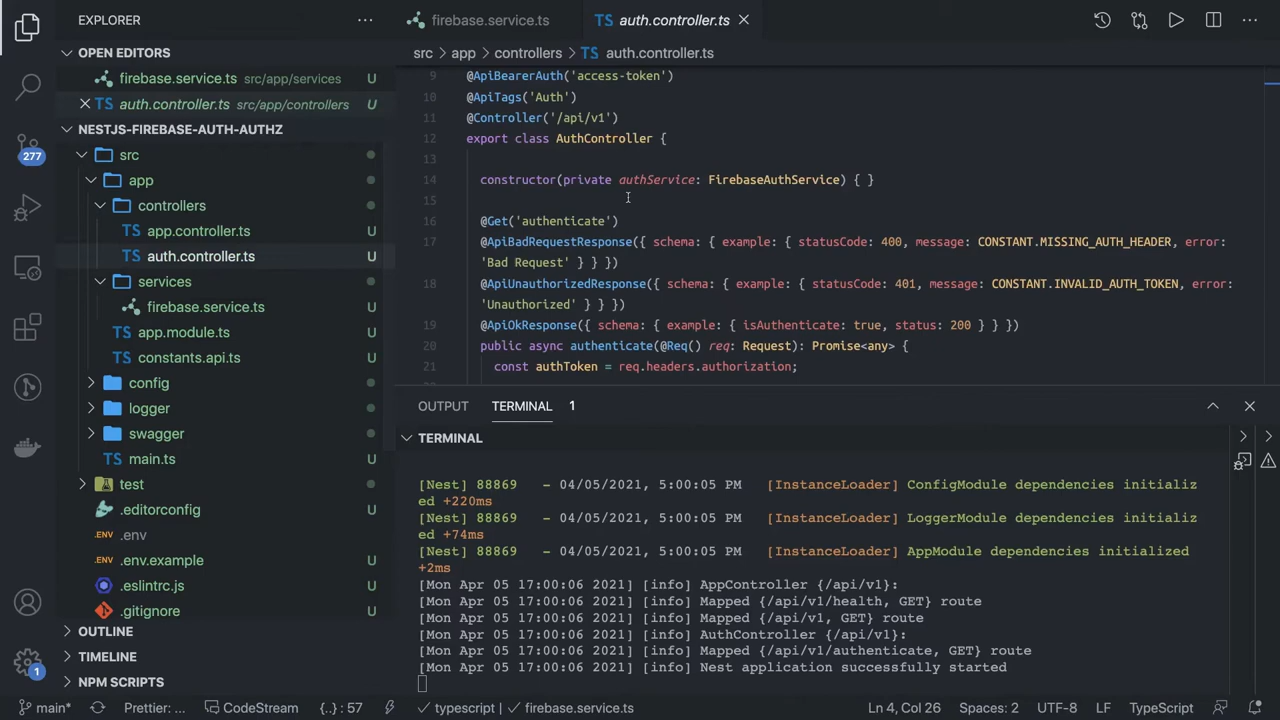 EXPLORER
OPEN EDITORS
firebase.service.ts src/app/services U
TS auth.controller.ts src/app/controllers U
NESTJS-FIREBASE-AUTH-AUTHZ
src
app
controllers
app.controller.ts U
auth.controller.ts U
services
firebase.service.ts U
TS app.module.ts U
TS constants.api.ts U
config
logger
swagger
TS main.ts U
test
.editorconfig U
.ENV .env
.ENV .env.example U
.eslintrc.js U
.gitignore U
OUTLINE
TIMELINE
NPM SCRIPTS
277
1
firebase.service.ts
TS auth.controller.ts
src app controllers TS auth.controller.ts
9 @ApiBearerAuth('access-token')
10 @ApiTags('Auth')
11 @Controller('/api/v1')
12 export class AuthController {
13
14 constructor(private authService: FirebaseAuthService) { }
15
16 @Get('authenticate')
17 @ApiBadRequestResponse({ schema: { example: { statusCode: 400, message: CONSTANT.MISSING_AUTH_HEADER, error:
'Bad Request' } } })
18 @ApiUnauthorizedResponse({ schema: { example: { statusCode: 401, message: CONSTANT.INVALID_AUTH_TOKEN, error:
'Unauthorized' } } })
19 @ApiOkResponse({ schema: { example: { isAuthenticate: true, status: 200 } } })
20 public async authenticate(@Req() req: Request): Promise<any> {
21 const authToken = req.headers.authorization;
OUTPUT TERMINAL 1
TERMINAL
[Nest] 88869 - 04/05/2021, 5:00:05 PM [InstanceLoader] ConfigModule dependencies initializ
ed +220ms
[Nest] 88869 - 04/05/2021, 5:00:05 PM [InstanceLoader] LoggerModule dependencies initializ
ed +74ms
[Nest] 88869 - 04/05/2021, 5:00:05 PM [InstanceLoader] AppModule dependencies initialized
+2ms
[Mon Apr 05 17:00:06 2021] [info] AppController {/api/v1}:
[Mon Apr 05 17:00:06 2021] [info] Mapped {/api/v1/health, GET} route
[Mon Apr 05 17:00:06 2021] [info] Mapped {/api/v1, GET} route
[Mon Apr 05 17:00:06 2021] [info] AuthController {/api/v1}:
[Mon Apr 05 17:00:06 2021] [info] Mapped {/api/v1/authenticate, GET} route
[Mon Apr 05 17:00:06 2021] [info] Nest application successfully started
main* Prettier: ... CodeStream {..} : 57 typescript | firebase.service.ts Ln 4, Col 26 Spaces: 2 UTF-8 LF TypeScript